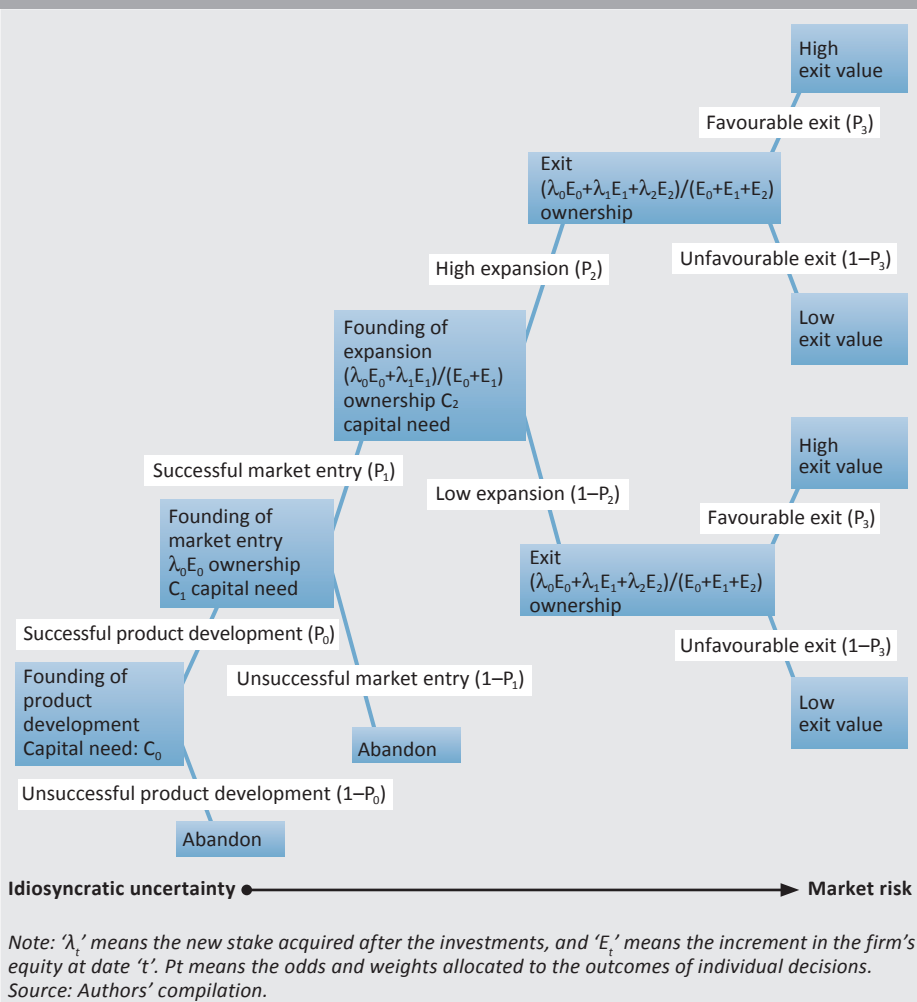 High
exit value
Favourable exit (P₃)
Exit
(λ₀E₀+λ₁E₁+λ₂E₂)/(E₀+E₁+E₂)
ownership
High expansion (P₂)
Unfavourable exit (1–P₃)
Low
exit value
Founding of
expansion
(λ₀E₀+λ₁E₁)/(E₀+E₁)
ownership C₂
capital need
Successful market entry (P₁)
Low expansion (1–P₂)
High
exit value
Favourable exit (P₃)
Founding of
market entry
λ₀E₀ ownership
C₁ capital need
Exit
(λ₀E₀+λ₁E₁+λ₂E₂)/(E₀+E₁+E₂)
ownership
Successful product development (P₀)
Unfavourable exit (1–P₃)
Founding of
product
development
Capital need: C₀
Unsuccessful market entry (1–P₁)
Low
exit value
Abandon
Unsuccessful product development (1–P₀)
Abandon
Idiosyncratic uncertainty
Market risk
Note: ‘λₜ’ means the new stake acquired after the investments, and ‘Eₜ’ means the increment in the firm’s
equity at date ‘t’. Pt means the odds and weights allocated to the outcomes of individual decisions.
Source: Authors’ compilation.